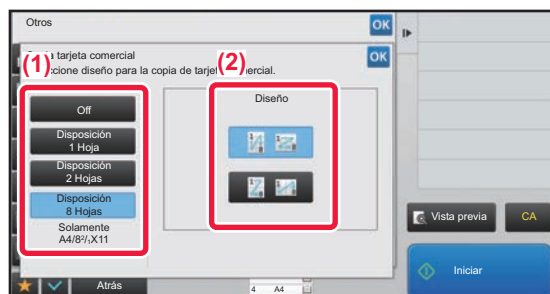 Otros
OK
tarjeta comercial
OK
(1)
(2)
ccione diseño para la copia de tarjet
ercial.
Off
Disposición
1 Hoja
Disposición
2 Hojas
Disposición
8 Hojas
Solamente
A4/8²/₁X11
Diseño
Vista previa
CA
Iniciar
Atrás
4 A4